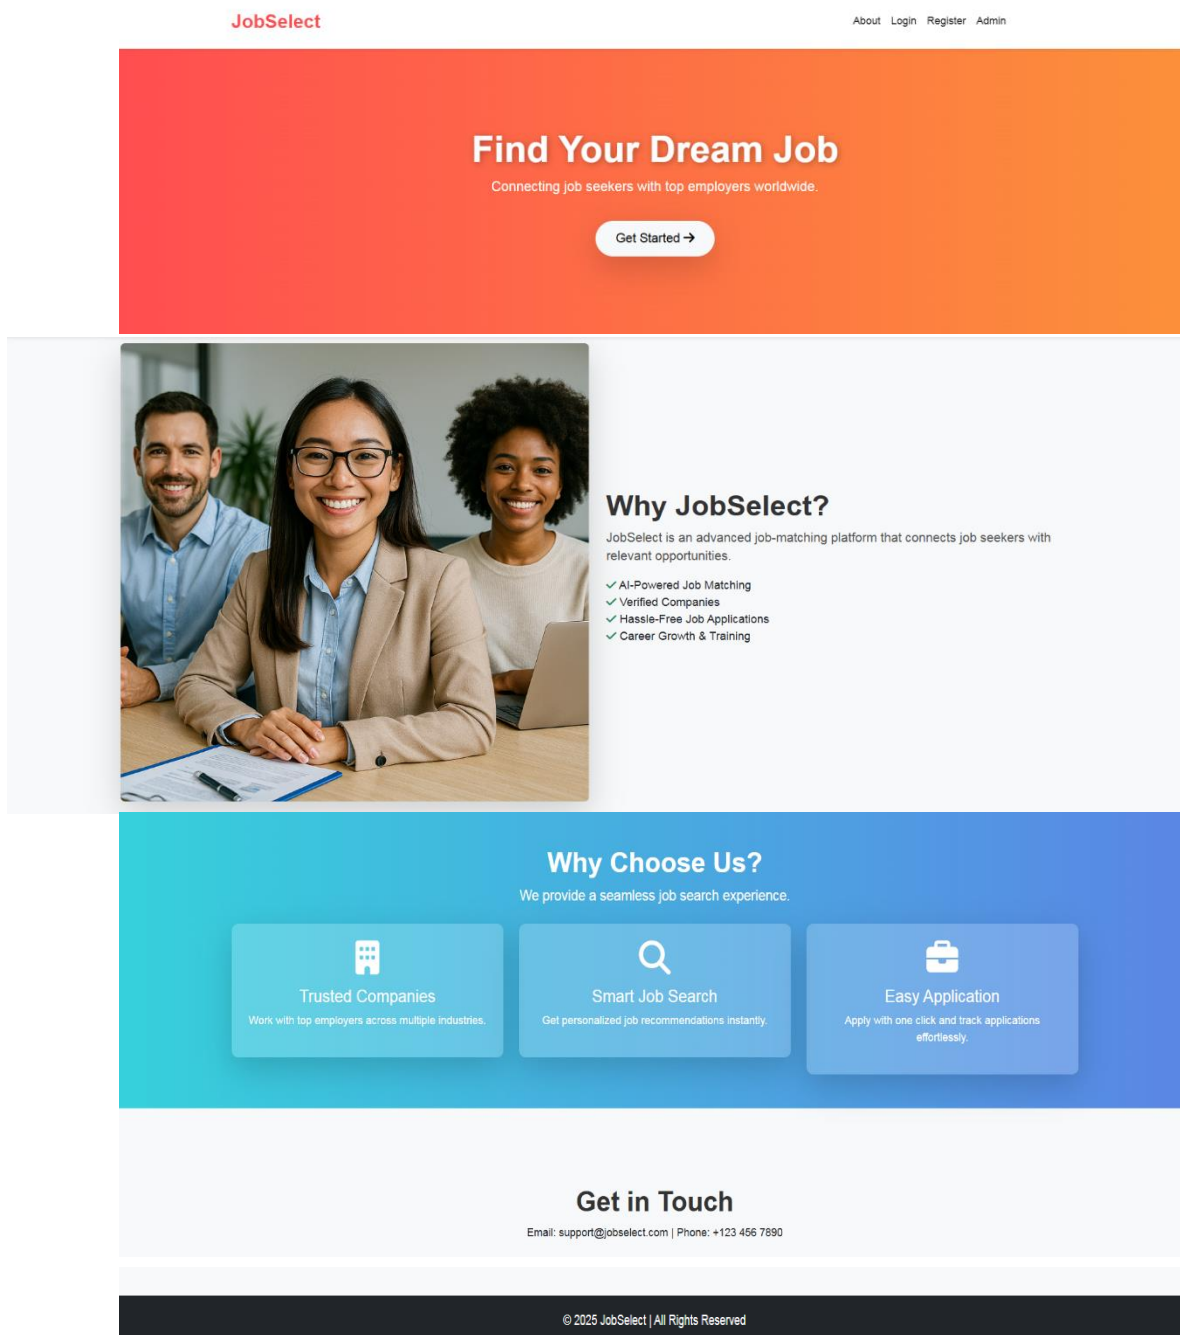 JobSelect
About Login Register Admin
Find Your Dream Job
Connecting job seekers with top employers worldwide.
Get Started
Why JobSelect?
JobSelect is an advanced job-matching platform that connects job seekers with
relevant opportunities.
AI-Powered Job Matching
Verified Companies
Hassle-Free Job Applications
Career Growth & Training
Why Choose Us?
We provide a seamless job search experience.
Trusted Companies
Work with top employers across multiple industries.
Smart Job Search
Get personalized job recommendations instantly.
Easy Application
Apply with one click and track applications
effortlessly.
Get in Touch
Email: support@jobselect.com | Phone: +123 456 7890
© 2025 JobSelect | All Rights Reserved